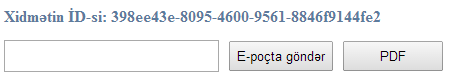 Xidmətin İD-si: 398ee43e-8095-4600-9561-8846f9144fe2
E-poçta göndər PDF